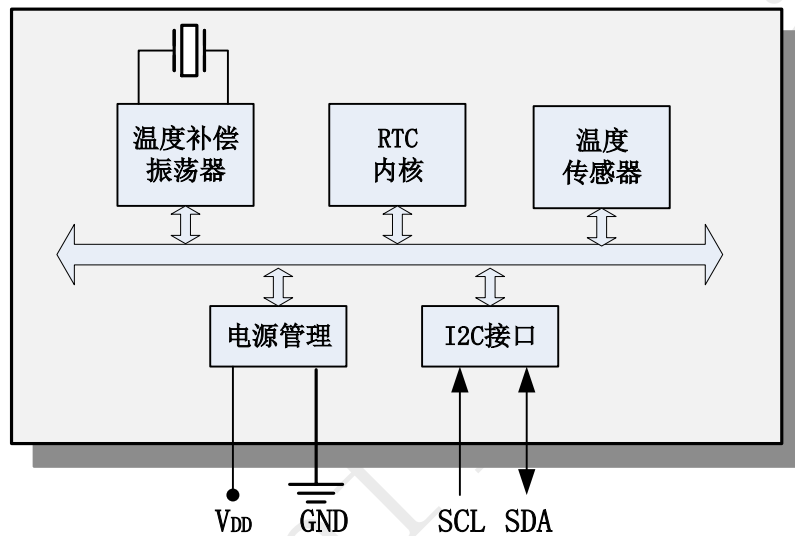 温度补偿
振荡器
RTC
内核
温度
传感器
电源管理
I2C接口
VDD
GND
SCL
SDA